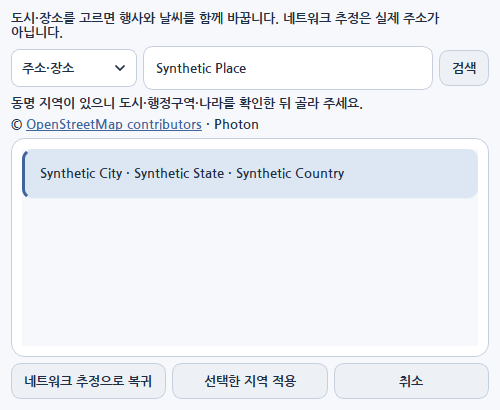 도시·장소를 고르면 행사와 날씨를 함께 바꿉니다. 네트워크 추정은 실제 주소가
아닙니다.
주소·장소 Synthetic Place 검색
동명 지역이 있으니 도시·행정구역·나라를 확인한 뒤 골라 주세요.
© OpenStreetMap contributors · Photon
Synthetic City · Synthetic State · Synthetic Country
네트워크 추정으로 복귀 선택한 지역 적용 취소